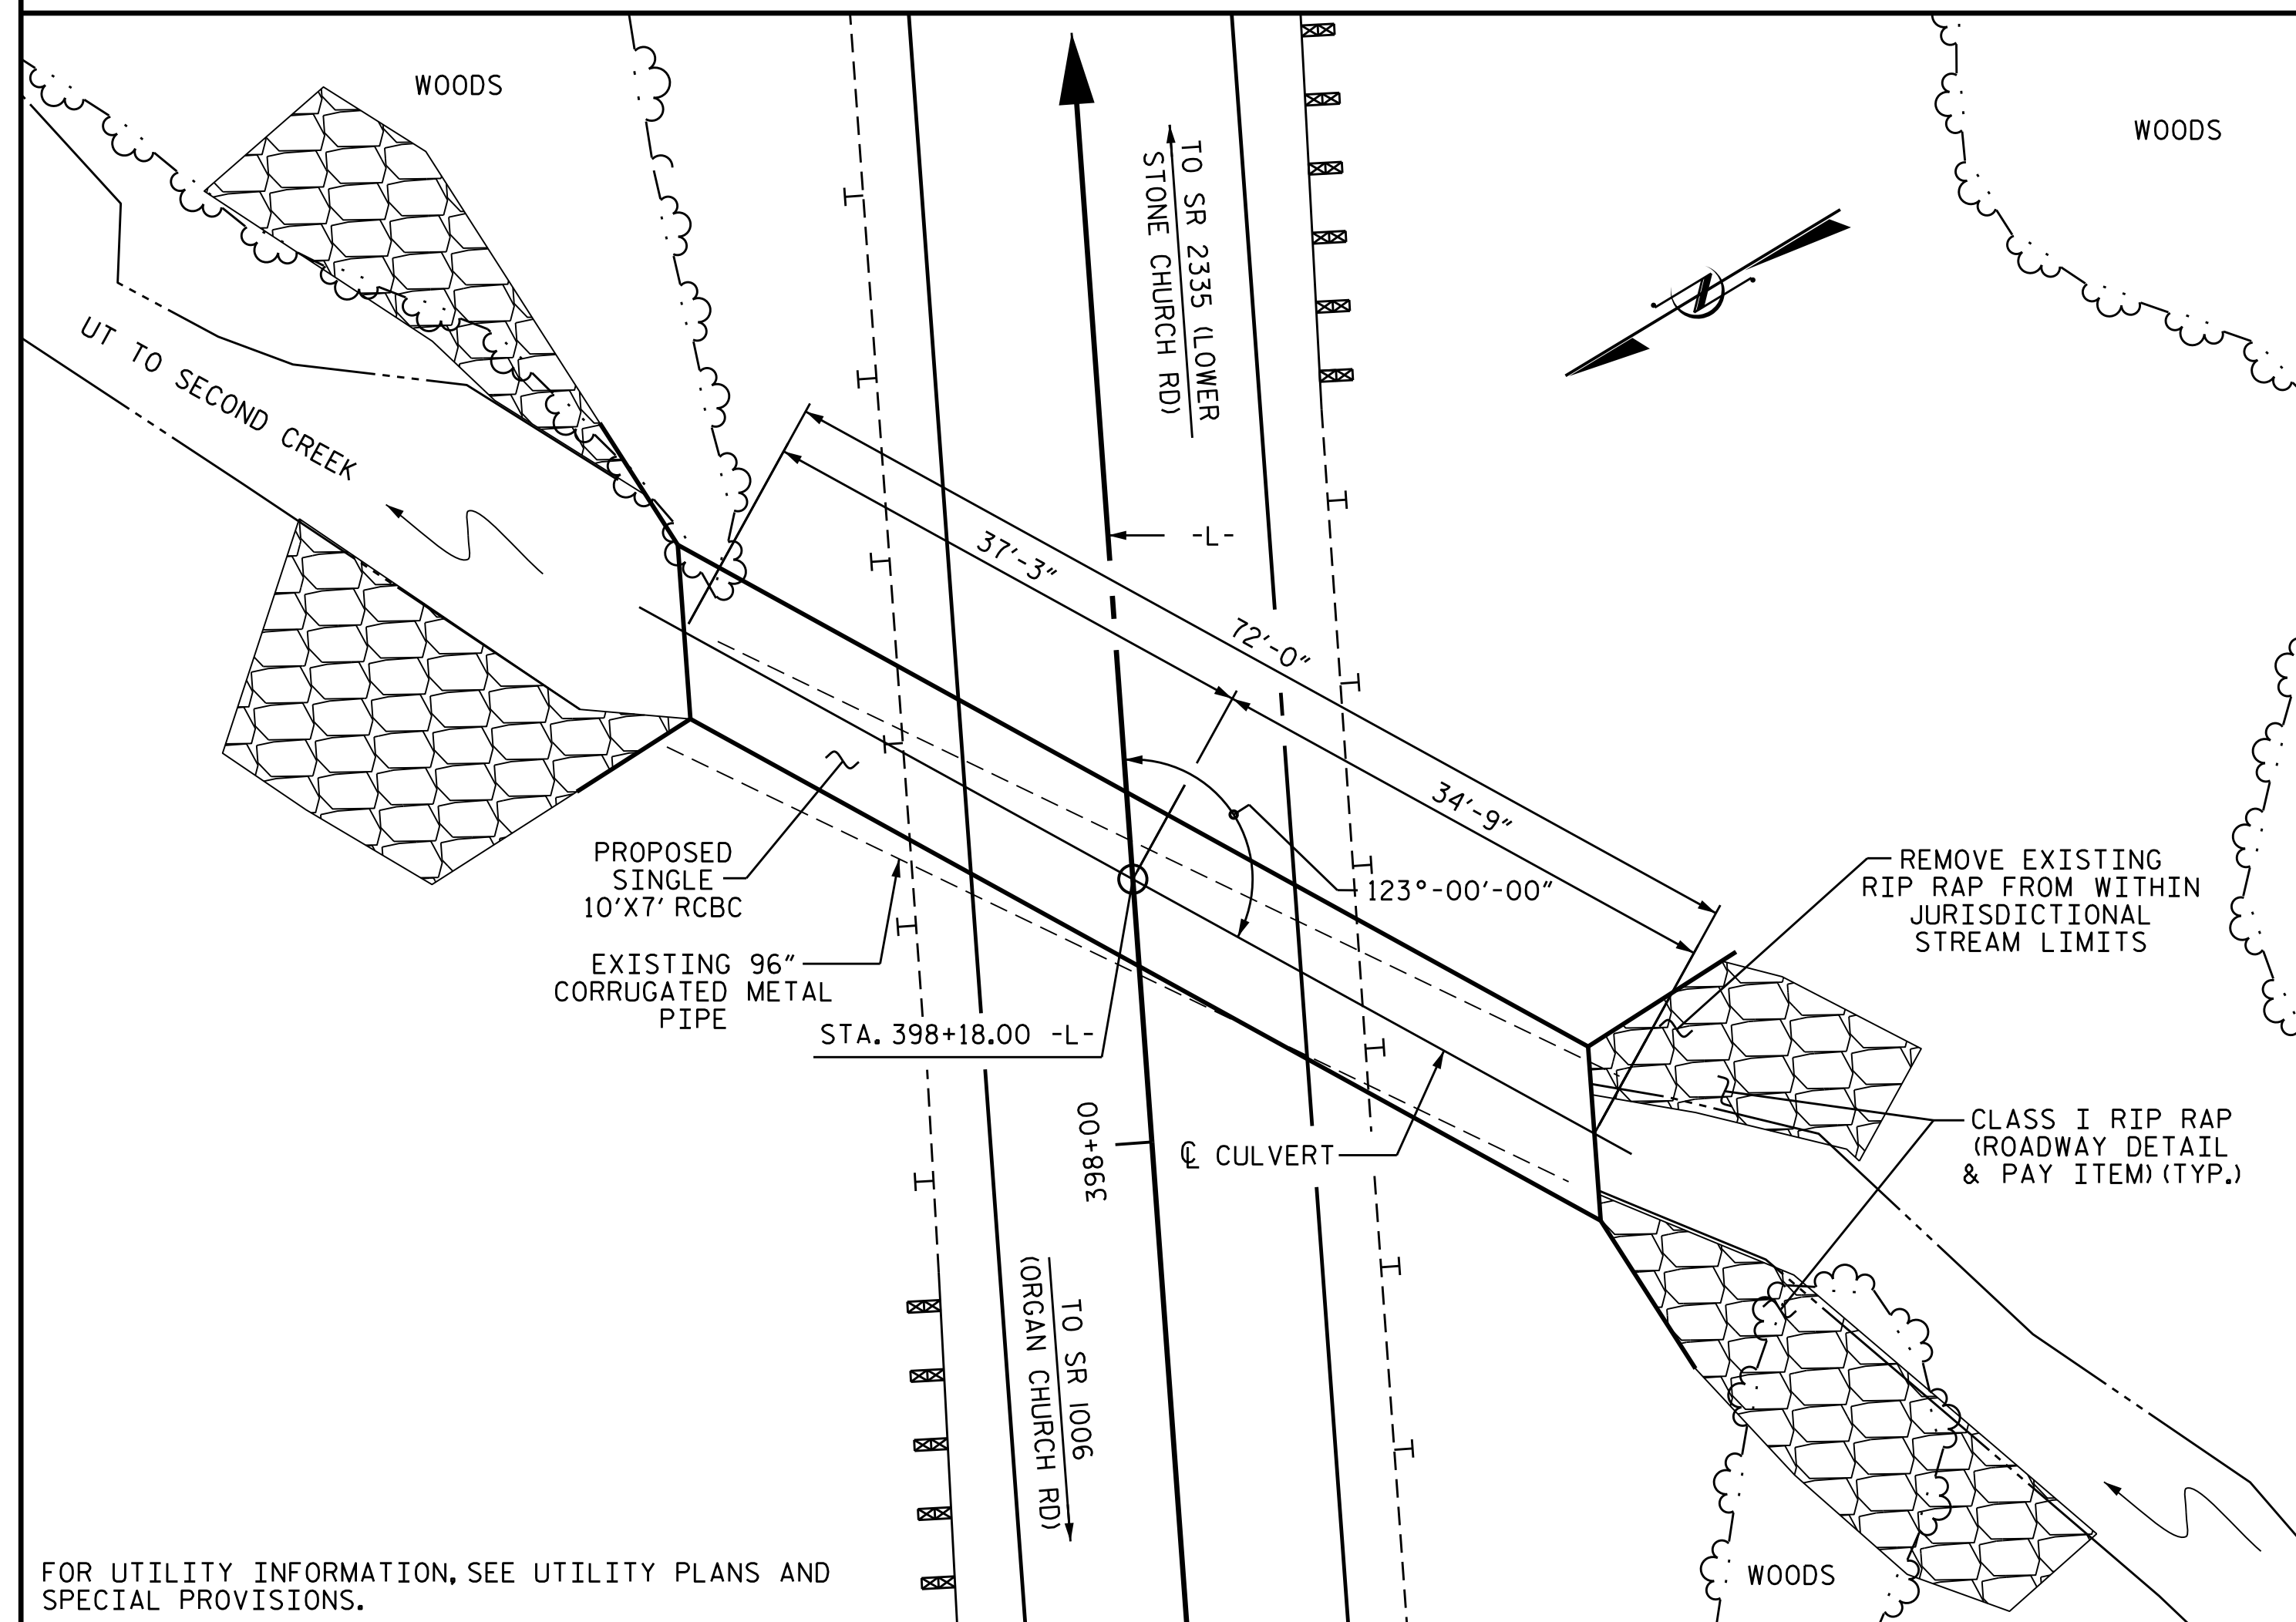 WOODS
WOODS
TO SR 2335 (LOWER
STONE CHURCH RD)
UT TO SECOND CREEK
-L-
37'-3"
72'-0"
34'-9"
123°-00'-00"
PROPOSED
SINGLE
10'X7' RCBC
REMOVE EXISTING
RIP RAP FROM WITHIN
JURISDICTIONAL
STREAM LIMITS
EXISTING 96"
CORRUGATED METAL
PIPE
STA. 398+18.00 -L-
398+00
℄ CULVERT
CLASS I RIP RAP
(ROADWAY DETAIL
& PAY ITEM) (TYP.)
TO SR 1006
(ORGAN CHURCH RD)
WOODS
FOR UTILITY INFORMATION, SEE UTILITY PLANS AND
SPECIAL PROVISIONS.